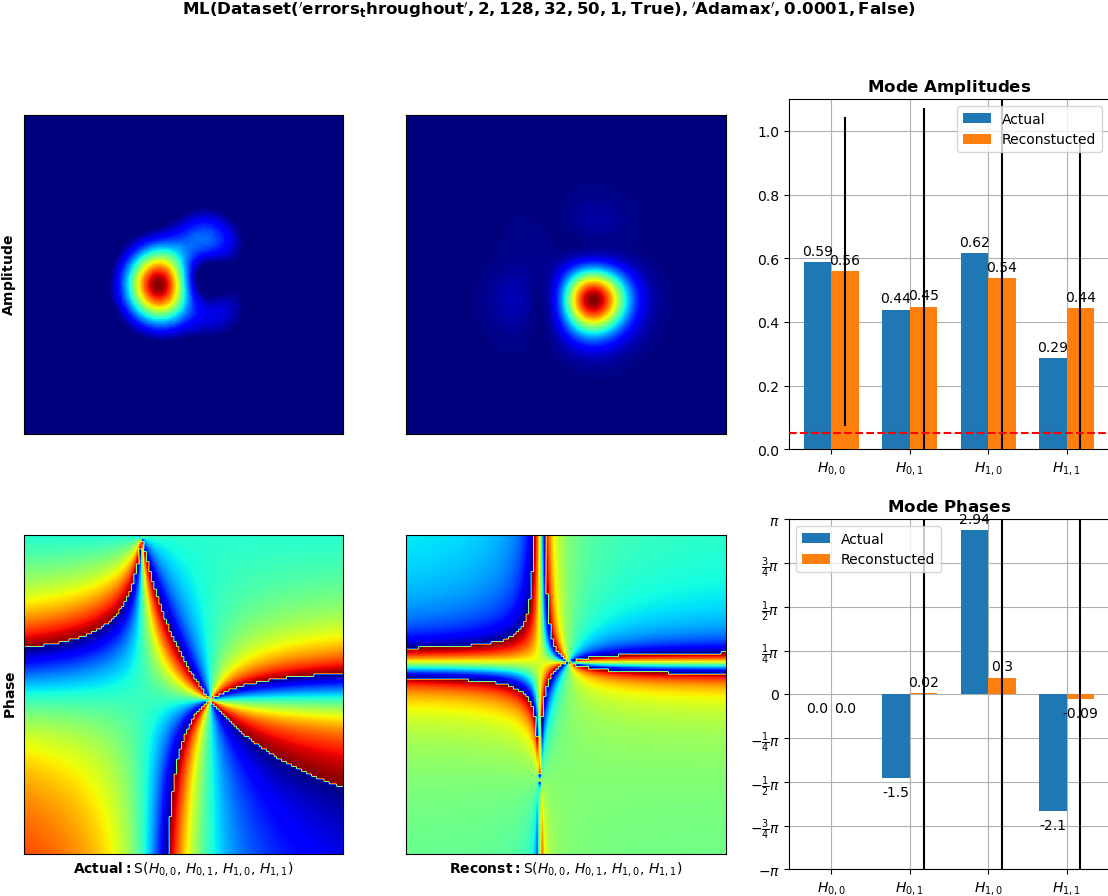 ML(Dataset('errors_throughout', 2, 128, 32, 50, 1, True), 'Adamax', 0.0001, False)
Amplitude
Mode Amplitudes
Actual
Reconstucted
1.0
0.8
0.6
0.4
0.2
0.0
0.59
0.56
0.44
0.45
0.62
0.54
0.29
0.44
H0,0
H0,1
H1,0
H1,1
Phase
Actual: S(H0,0, H0,1, H1,0, H1,1)
Reconst: S(H0,0, H0,1, H1,0, H1,1)
Mode Phases
Actual
Reconstucted
π
3/4π
1/2π
1/4π
0
-1/4π
-1/2π
-3/4π
-π
0.0
0.0
-1.5
0.02
2.94
0.3
-2.1
-0.09
H0,0
H0,1
H1,0
H1,1